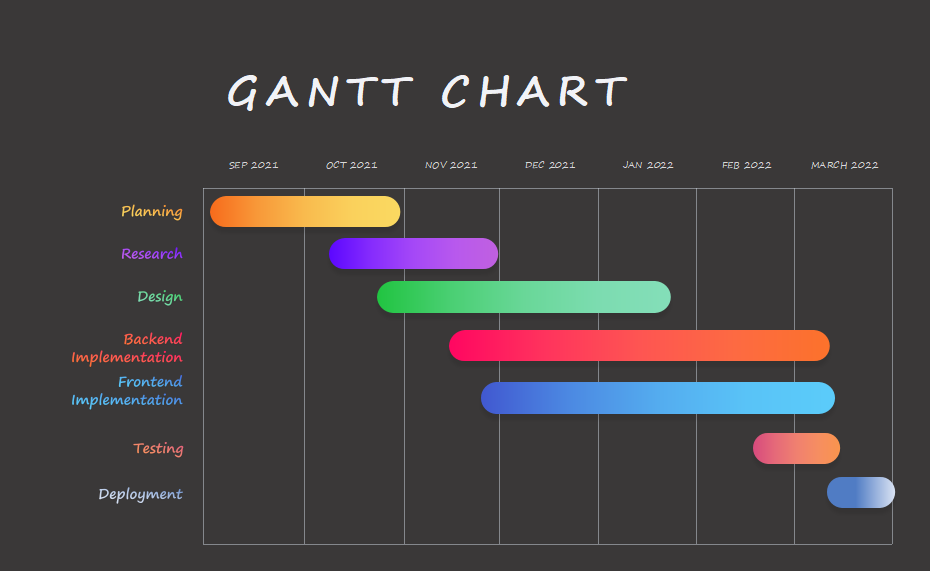 GANTT CHART
SEP 2021 OCT 2021 NOV 2021 DEC 2021 JAN 2022 FEB 2022 MARCH 2022
Planning
Research
Design
Backend
Implementation
Frontend
Implementation
Testing
Deployment